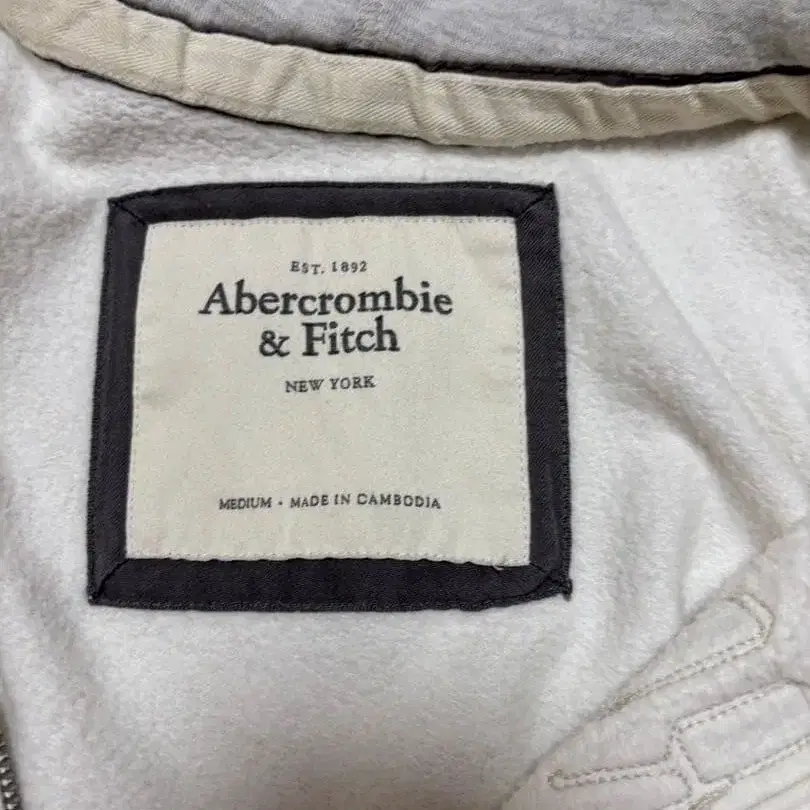 EST. 1892
Abercrombie
& Fitch
NEW YORK
MEDIUM • MADE IN CAMBODIA